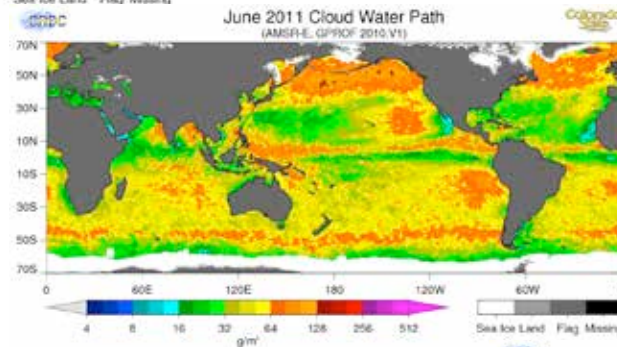 Sea Ice Land Flag Missing
June 2011 Cloud Water Path
(AMSR-E, GPROF 2010.V1)
Colorado
State
70N
50N
30N
10N
10S
30S
50S
70S
0 60E 120E 180 120W 60W
4 8 16 32 64 128 256 512
g/m²
Sea Ice Land Flag Missin